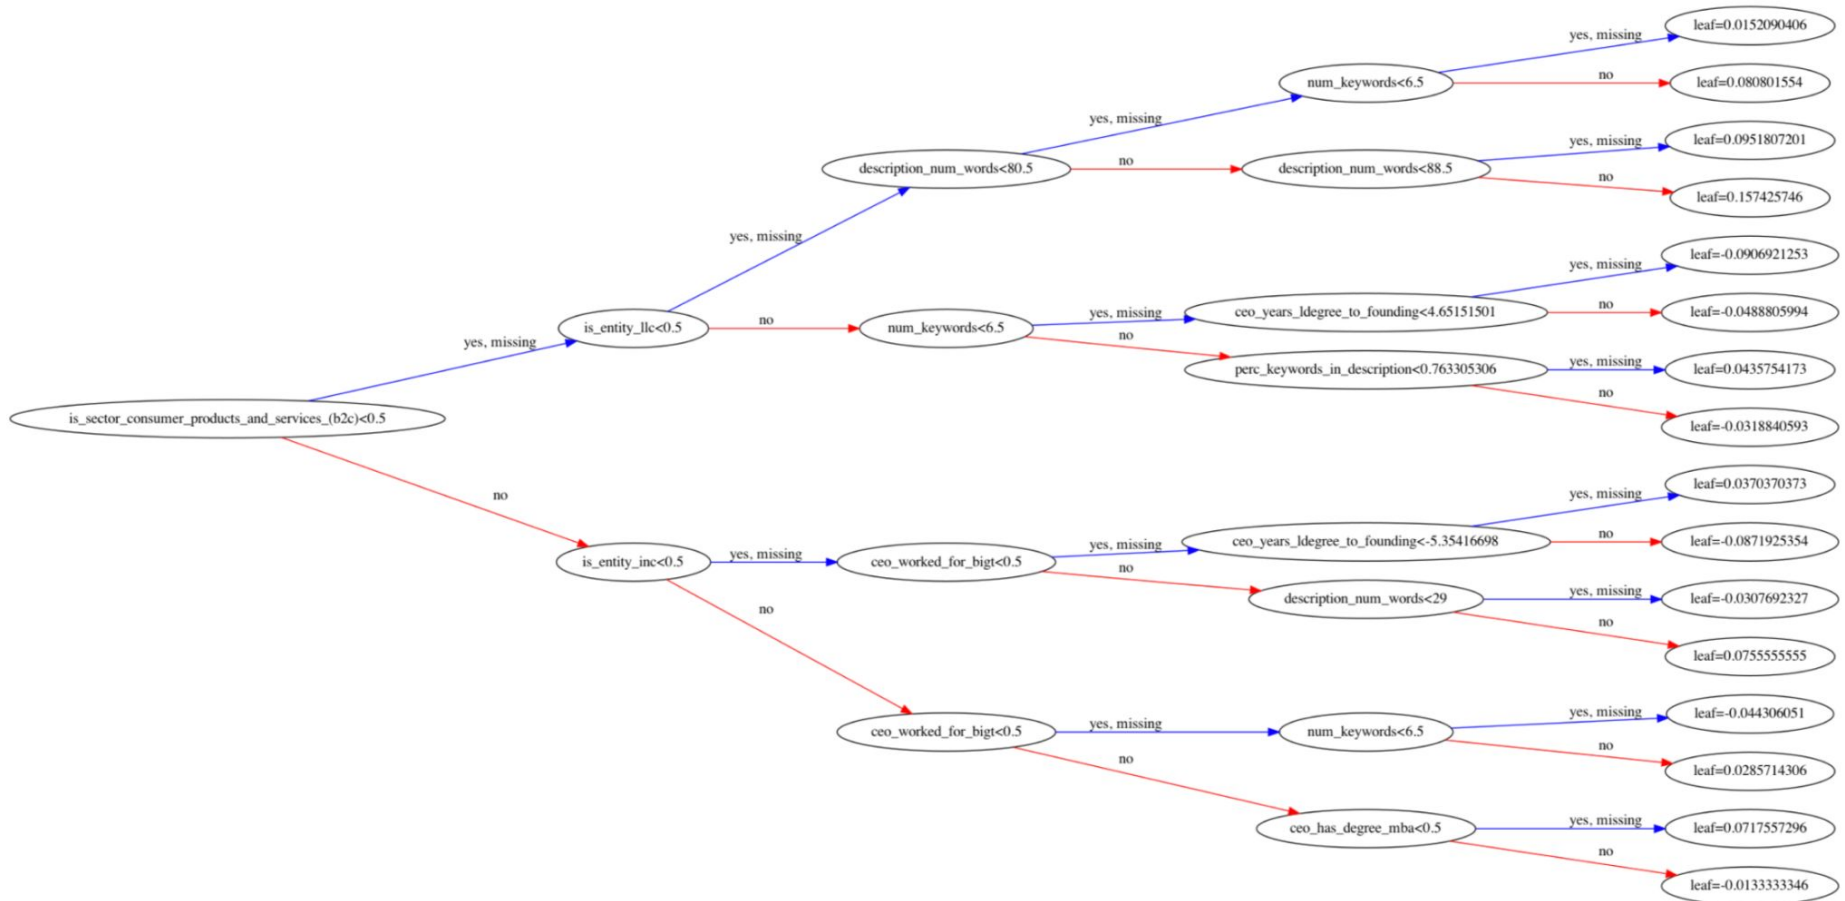 yes, missing
leaf=0.0152090406
num_keywords<6.5
no
leaf=0.080801554
yes, missing
description_num_words<80.5
no
description_num_words<88.5
yes, missing
leaf=0.0951807201
no
leaf=0.157425746
yes, missing
is_entity_llc<0.5
no
num_keywords<6.5
yes, missing
ceo_years_ldegree_to_founding<4.65151501
yes, missing
leaf=-0.0906921253
no
leaf=-0.0488805994
no
perc_keywords_in_description<0.763305306
yes, missing
leaf=0.0435754173
no
leaf=-0.0318840593
yes, missing
is_sector_consumer_products_and_services_(b2c)<0.5
no
is_entity_inc<0.5
yes, missing
ceo_worked_for_bigt<0.5
yes, missing
ceo_years_ldegree_to_founding<-5.35416698
yes, missing
leaf=0.0370370373
no
leaf=-0.0871925354
no
description_num_words<29
yes, missing
leaf=-0.0307692327
no
leaf=0.0755555555
no
ceo_worked_for_bigt<0.5
yes, missing
num_keywords<6.5
yes, missing
leaf=-0.044306051
no
leaf=0.0285714306
no
ceo_has_degree_mba<0.5
yes, missing
leaf=0.0717557296
no
leaf=-0.0133333346